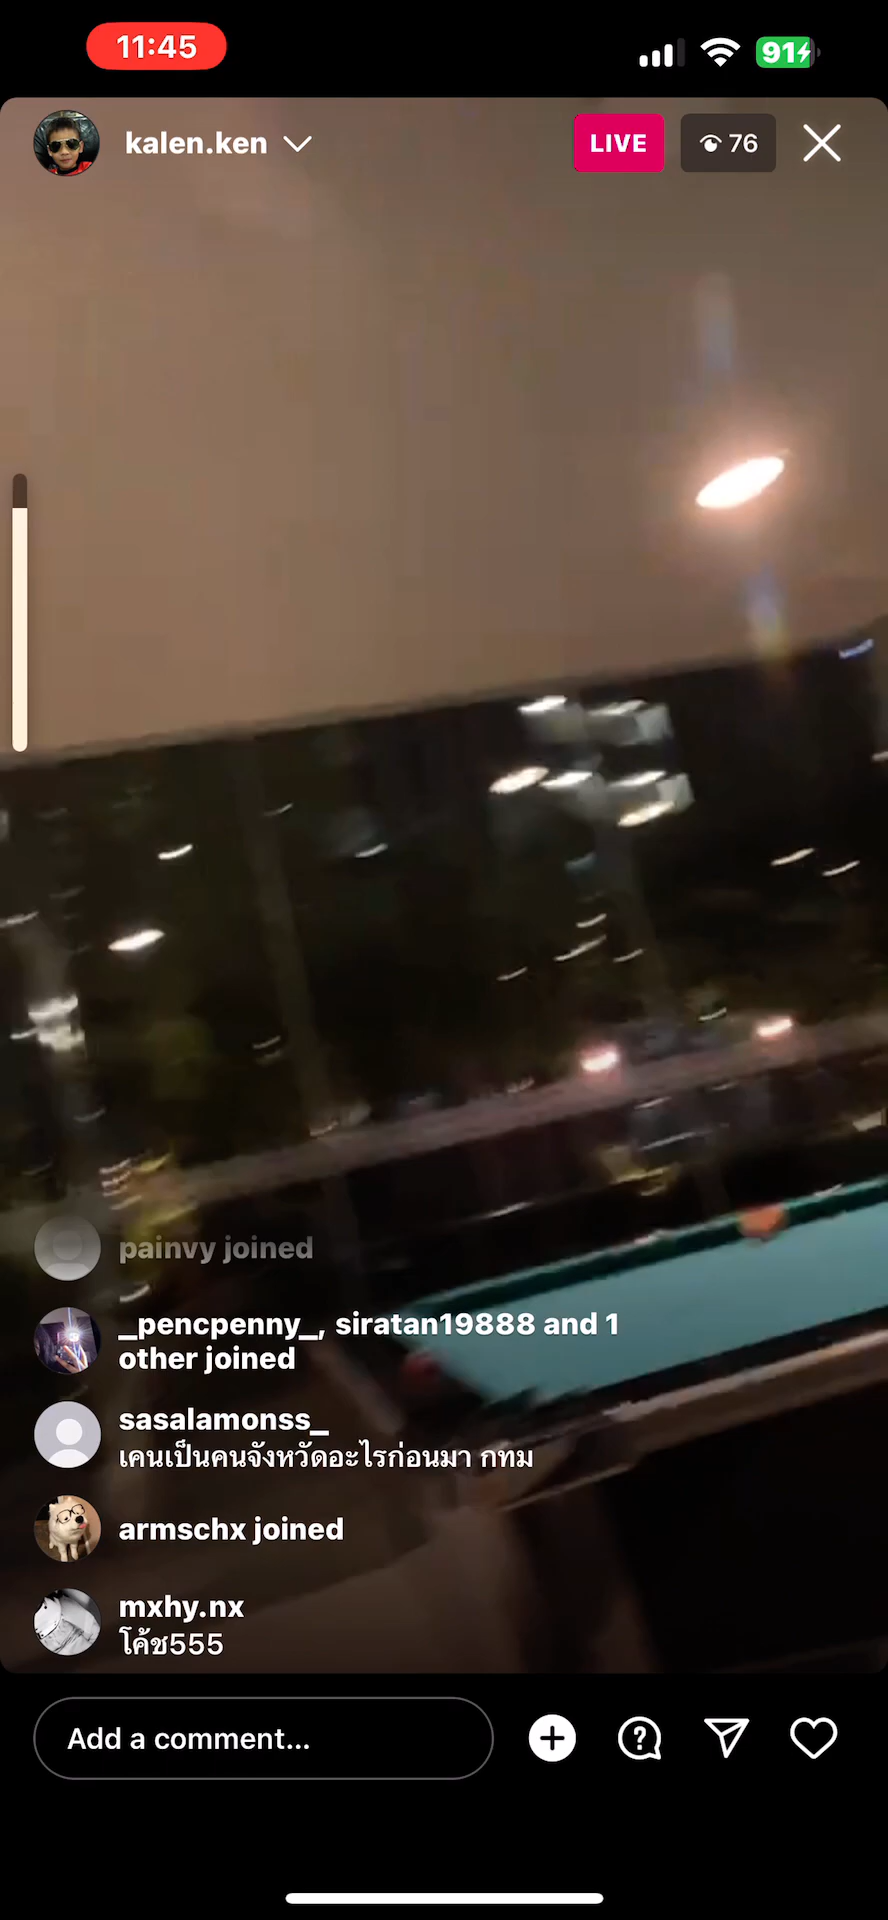 11:45
91
kalen.ken
LIVE
76
painvy joined
_pencpenny_, siratan19888 and 1
other joined
sasalamonss_
เคนเป็นคนจังหวัดอะไรก่อนมา กทม
armschx joined
mxhy.nx
โค้ช555
Add a comment...